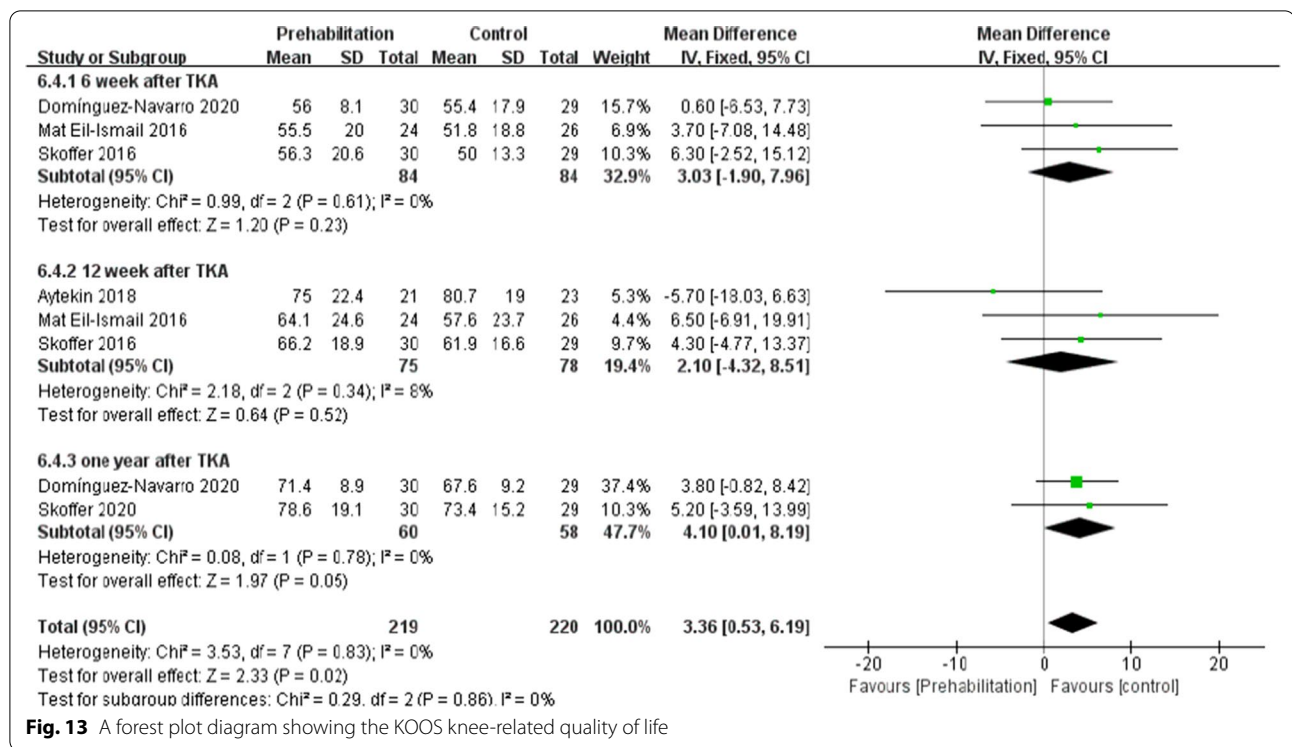 Prehabilitation Control Mean Difference Mean Difference
Study or Subgroup Mean SD Total Mean SD Total Weight IV, Fixed, 95% CI IV, Fixed, 95% CI
6.4.1 6 week after TKA
Domínguez-Navarro 2020 56 8.1 30 55.4 17.9 29 15.7% 0.60 [-6.53, 7.73]
Mat Eil-Ismail 2016 55.5 20 24 51.8 18.8 26 6.9% 3.70 [-7.08, 14.48]
Skoffer 2016 56.3 20.6 30 50 13.3 29 10.3% 6.30 [-2.52, 15.12]
Subtotal (95% CI) 84 84 32.9% 3.03 [-1.90, 7.96]
Heterogeneity: Chi² = 0.99, df = 2 (P = 0.61); I² = 0%
Test for overall effect: Z = 1.20 (P = 0.23)
6.4.2 12 week after TKA
Aytekin 2018 75 22.4 21 80.7 19 23 5.3% -5.70 [-18.03, 6.63]
Mat Eil-Ismail 2016 64.1 24.6 24 57.6 23.7 26 4.4% 6.50 [-6.91, 19.91]
Skoffer 2016 66.2 18.9 30 61.9 16.6 29 9.7% 4.30 [-4.77, 13.37]
Subtotal (95% CI) 75 78 19.4% 2.10 [-4.32, 8.51]
Heterogeneity: Chi² = 2.18, df = 2 (P = 0.34); I² = 8%
Test for overall effect: Z = 0.64 (P = 0.52)
6.4.3 one year after TKA
Domínguez-Navarro 2020 71.4 8.9 30 67.6 9.2 29 37.4% 3.80 [-0.82, 8.42]
Skoffer 2020 78.6 19.1 30 73.4 15.2 29 10.3% 5.20 [-3.59, 13.99]
Subtotal (95% CI) 60 58 47.7% 4.10 [0.01, 8.19]
Heterogeneity: Chi² = 0.08, df = 1 (P = 0.78); I² = 0%
Test for overall effect: Z = 1.97 (P = 0.05)
Total (95% CI) 219 220 100.0% 3.36 [0.53, 6.19]
Heterogeneity: Chi² = 3.53, df = 7 (P = 0.83); I² = 0%
Test for overall effect: Z = 2.33 (P = 0.02)
Test for subgroup differences: Chi² = 0.29. df = 2 (P = 0.86). I² = 0%
-20 -10 0 10 20
Favours [Prehabilitation] Favours [control]
Fig. 13 A forest plot diagram showing the KOOS knee-related quality of life